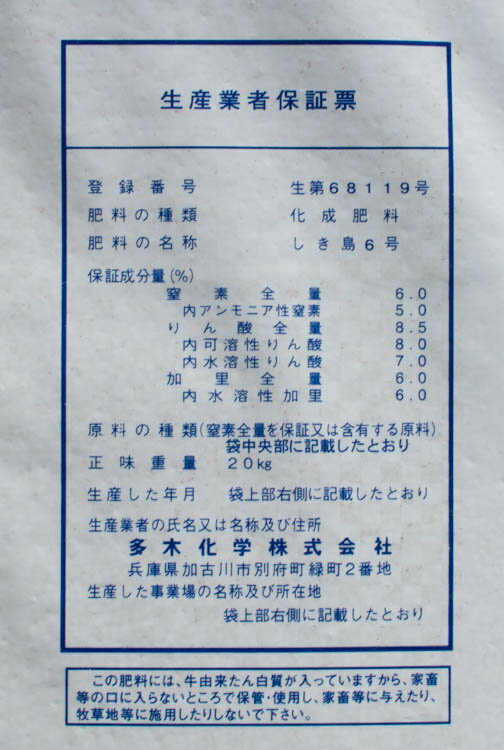 生産業者保証票
登録番号 生第68119号
肥料の種類 化成肥料
肥料の名称 しき島6号
保証成分量(%)
窒素全量 6.0
内アンモニア性窒素 5.0
りん酸全量 8.5
内可溶性りん酸 8.0
内水溶性りん酸 7.0
加里全量 6.0
内水溶性加里 6.0
原料の種類(窒素全量を保証又は含有する原料)
袋中央部に記載したとおり
正味重量 20kg
生産した年月 袋上部右側に記載したとおり
生産業者の氏名又は名称及び住所
多木化学株式会社
兵庫県加古川市別府町緑町2番地
生産した事業場の名称及び所在地
袋上部右側に記載したとおり
この肥料には、牛由来たん白質が入っていますから、家畜
等の口に入らないところで保管・使用し、家畜等に与えたり、
牧草地等に施用したりしないで下さい。